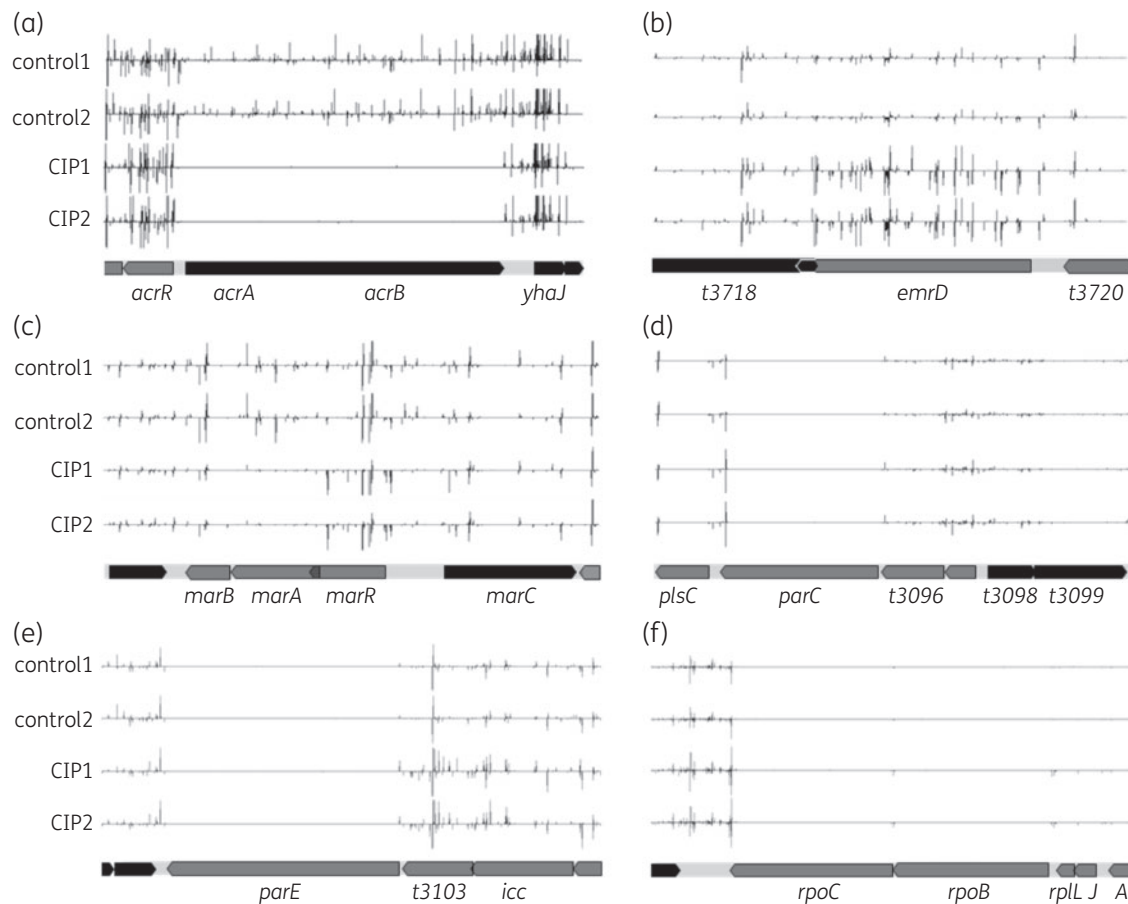 (a)
control1
control2
CIP1
CIP2
acrR acrA acrB yhaJ
(b)
t3718 emrD t3720
(c)
control1
control2
CIP1
CIP2
marB marA marR marC
(d)
plsC parC t3096 t3098 t3099
(e)
control1
control2
CIP1
CIP2
parE t3103 icc
(f)
rpoC rpoB rplL J A